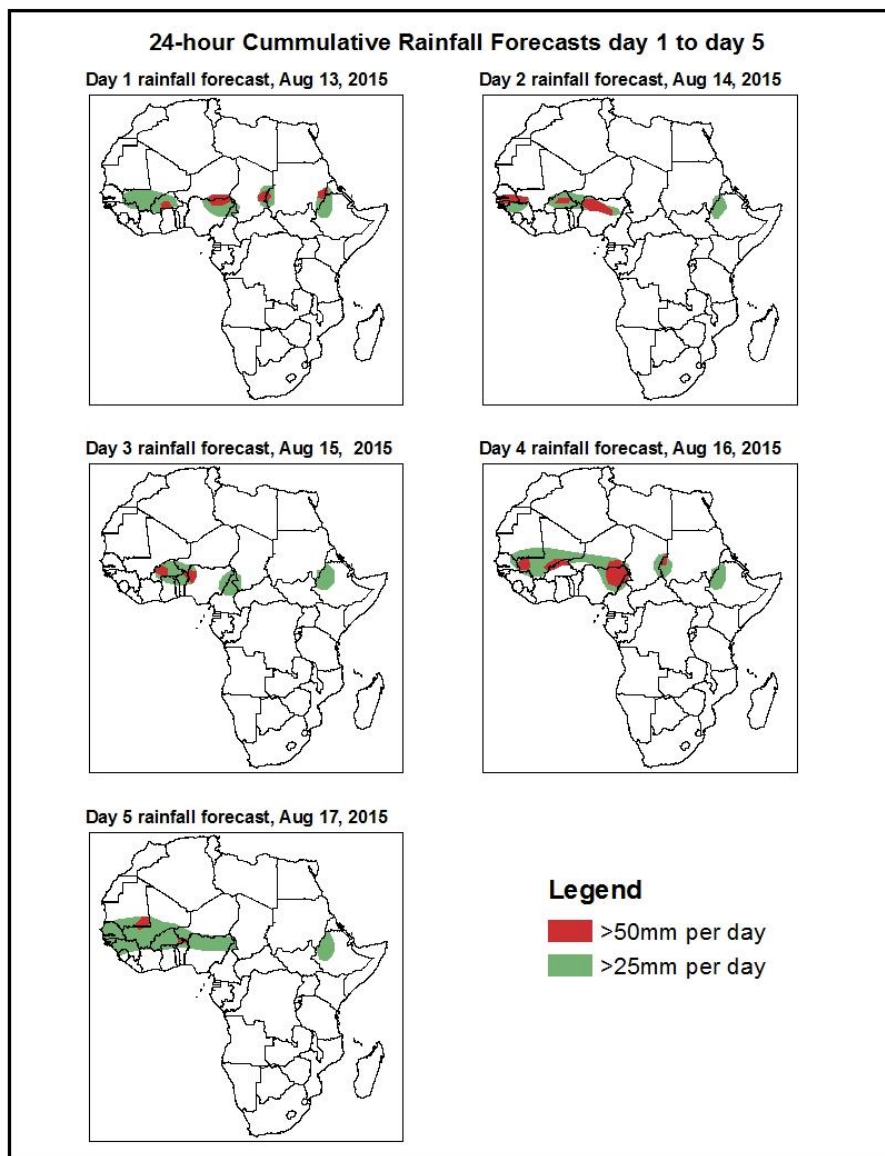 24-hour Cummulative Rainfall Forecasts day 1 to day 5
Day 1 rainfall forecast, Aug 13, 2015
Day 2 rainfall forecast, Aug 14, 2015
Day 3 rainfall forecast, Aug 15, 2015
Day 4 rainfall forecast, Aug 16, 2015
Day 5 rainfall forecast, Aug 17, 2015
Legend
>50mm per day
>25mm per day